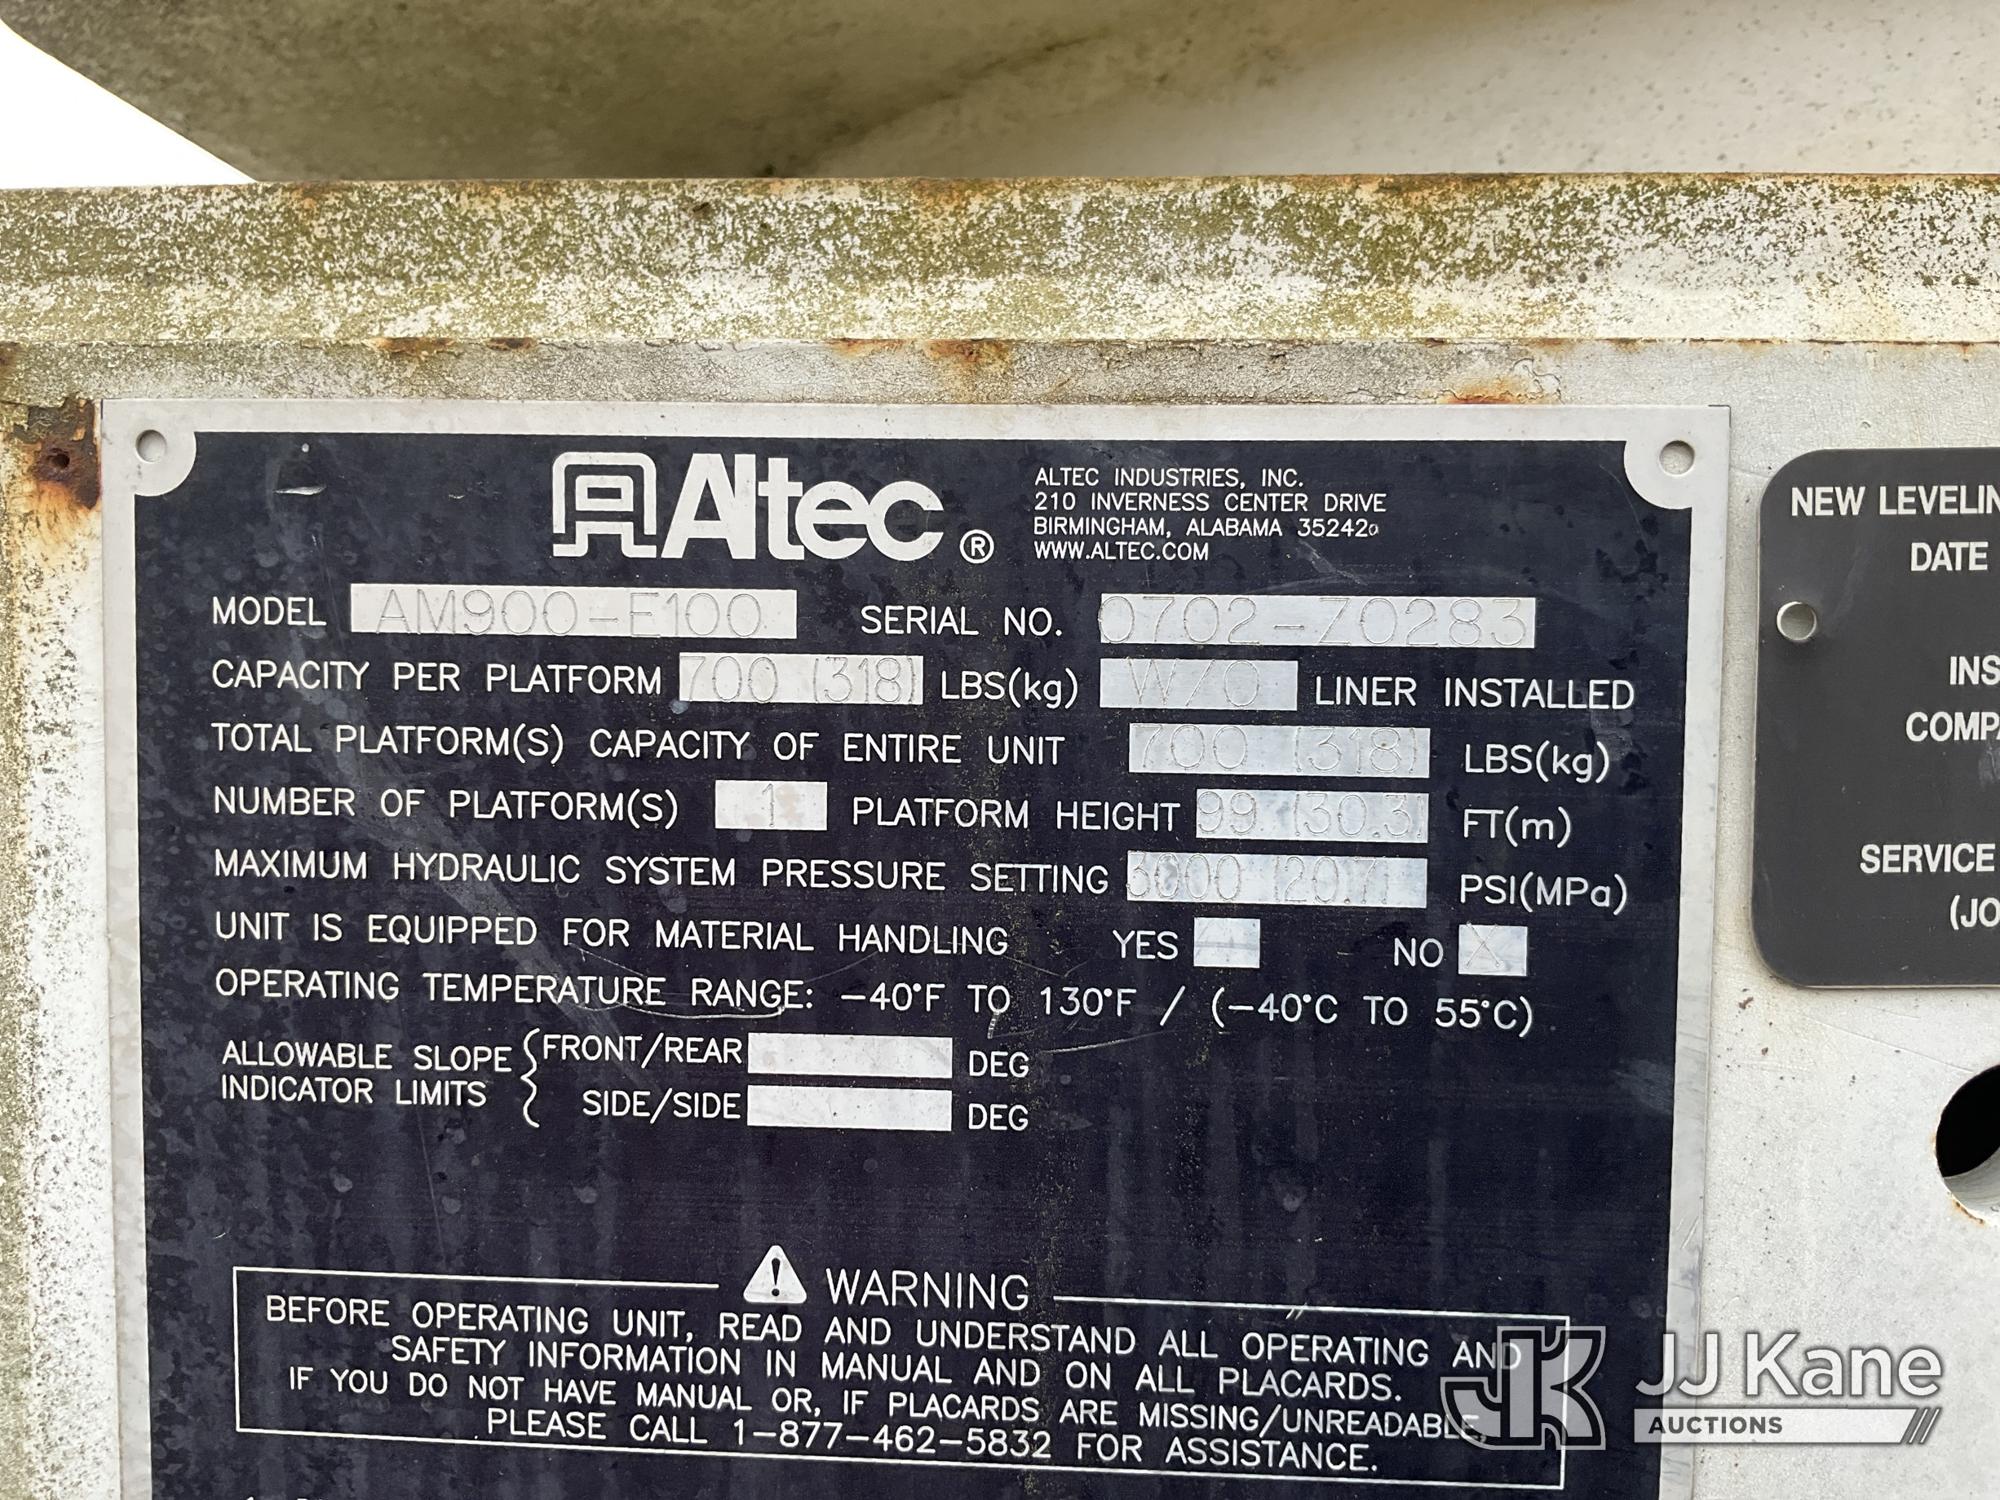 Altec®
ALTEC INDUSTRIES, INC.
210 INVERNESS CENTER DRIVE
BIRMINGHAM, ALABAMA 35242
WWW.ALTEC.COM
MODEL AM900-E100 SERIAL NO. 0702-Z0283
CAPACITY PER PLATFORM 700 (318) LBS(kg) W/O LINER INSTALLED
TOTAL PLATFORM(S) CAPACITY OF ENTIRE UNIT 700 (318) LBS(kg)
NUMBER OF PLATFORM(S) 1 PLATFORM HEIGHT 99 (30.3) FT(m)
MAXIMUM HYDRAULIC SYSTEM PRESSURE SETTING 3000 (20.17) PSI(MPa)
UNIT IS EQUIPPED FOR MATERIAL HANDLING YES NO X
OPERATING TEMPERATURE RANGE: -40°F TO 130°F / (-40°C TO 55°C)
ALLOWABLE SLOPE INDICATOR LIMITS { FRONT/REAR DEG
SIDE/SIDE DEG
⚠ WARNING
BEFORE OPERATING UNIT, READ AND UNDERSTAND ALL OPERATING AND
SAFETY INFORMATION IN MANUAL AND ON ALL PLACARDS.
IF YOU DO NOT HAVE MANUAL OR, IF PLACARDS ARE MISSING/UNREADABLE,
PLEASE CALL 1-877-462-5832 FOR ASSISTANCE.
NEW LEVELIN
DATE
INS
COMPA
SERVICE
(JO
JK JJ Kane
AUCTIONS